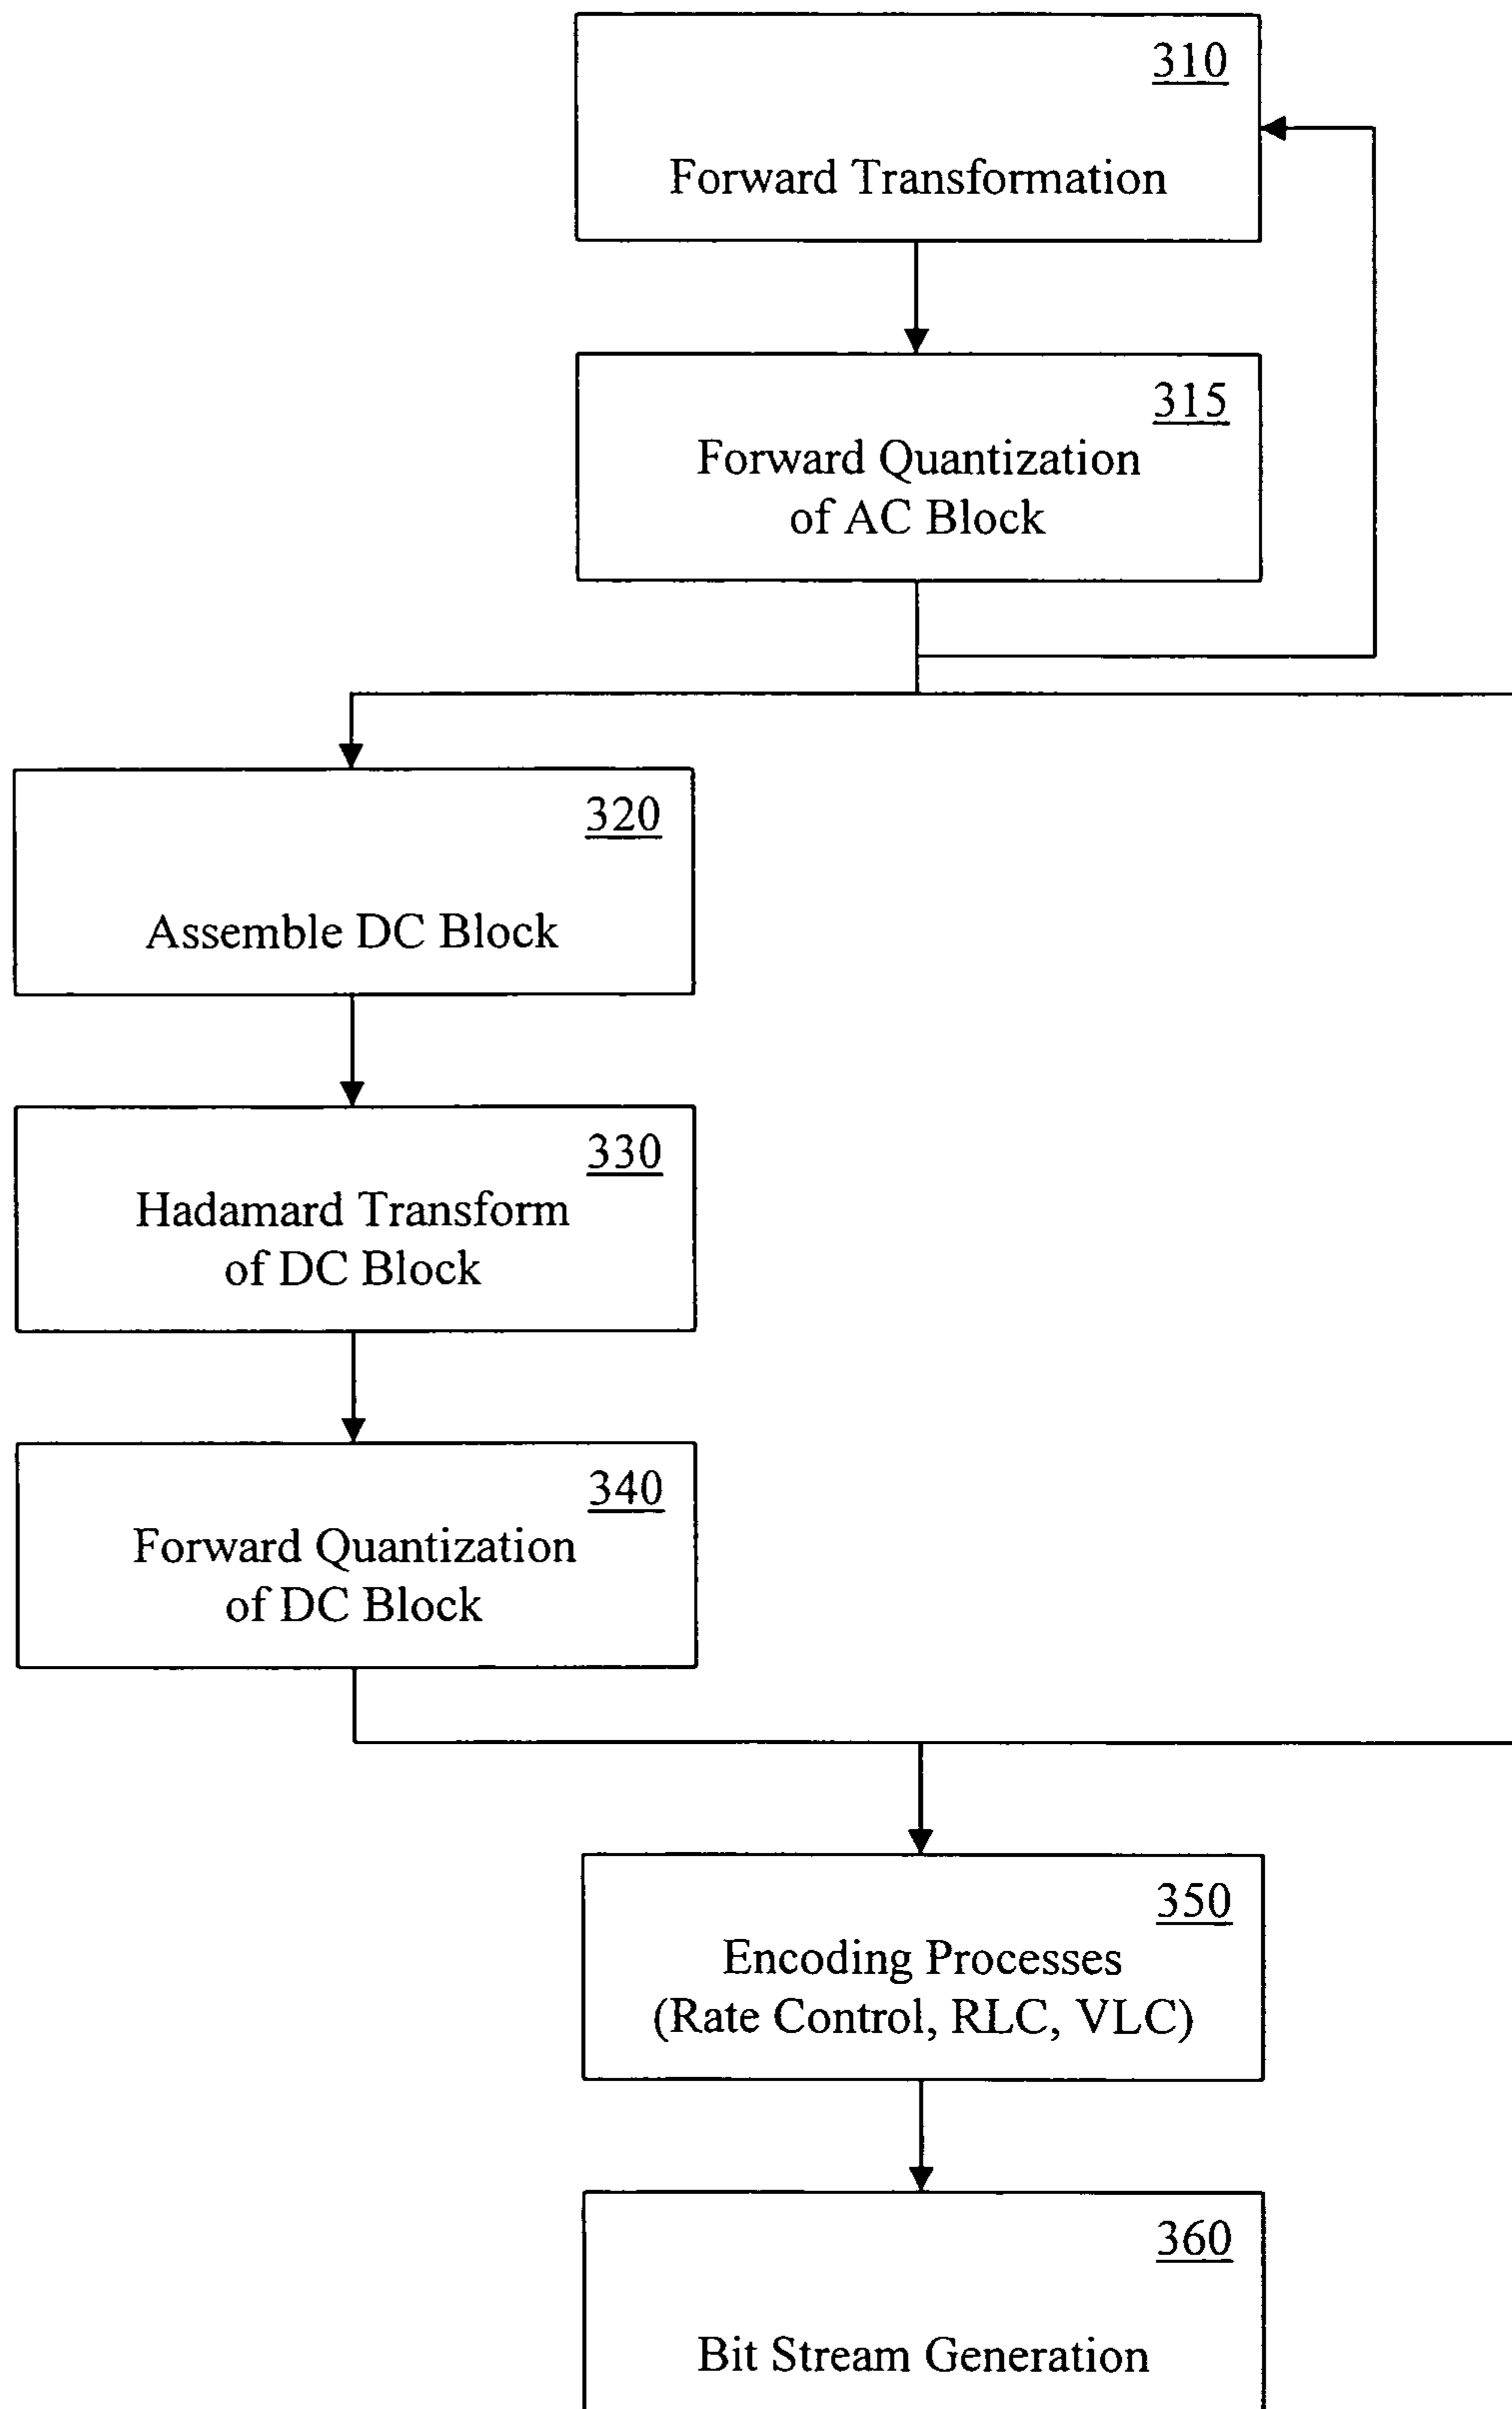 310
Forward Transformation
315
Forward Quantization
of AC Block
320
Assemble DC Block
330
Hadamard Transform
of DC Block
340
Forward Quantization
of DC Block
350
Encoding Processes
(Rate Control, RLC, VLC)
360
Bit Stream Generation